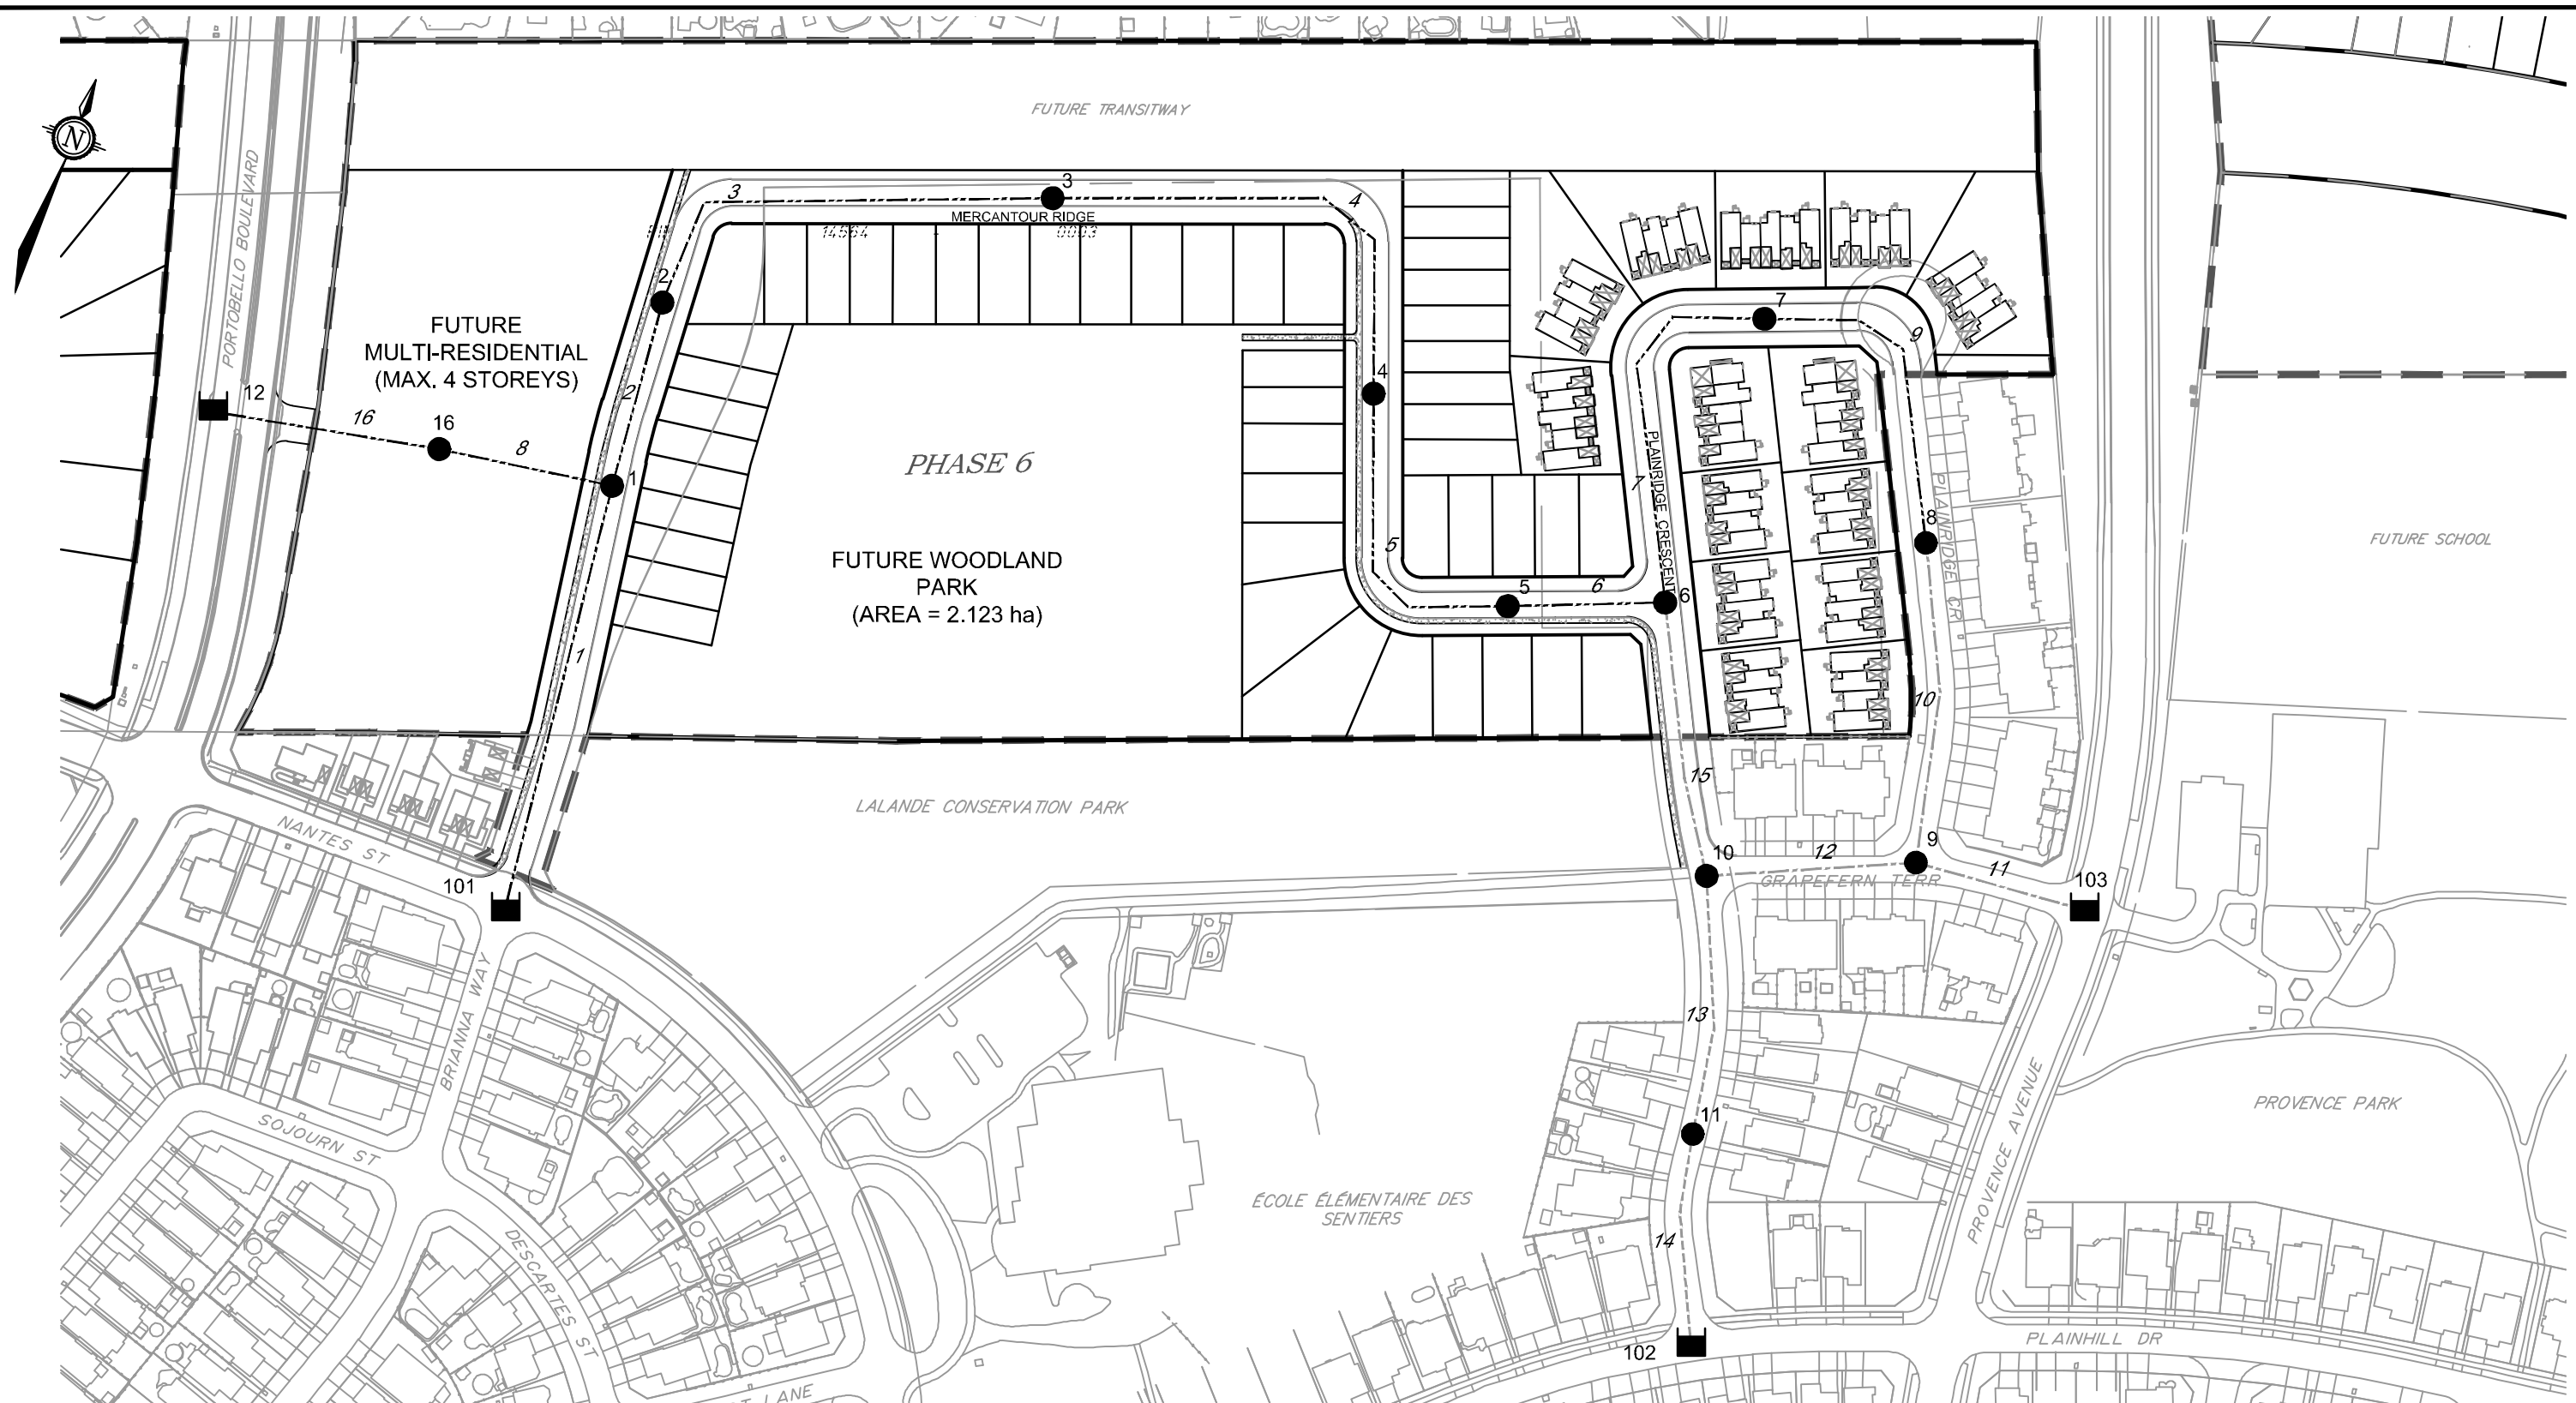 FUTURE TRANSITWAY
N
PORTOBELLO BOULEVARD
3
3
4
MERCANTOUR RIDGE
14564 - 0003
2
7
9
FUTURE
MULTI-RESIDENTIAL
(MAX. 4 STOREYS)
12
16
16
8
2
1
4
PHASE 6
PLAINRIDGE CRESCENT
7
PLAINRIDGE CR
8
FUTURE SCHOOL
FUTURE WOODLAND
PARK
(AREA = 2.123 ha)
5
5
6
6
1
10
15
LALANDE CONSERVATION PARK
NANTES ST
10
12
9
11
GRAPEFERN TERR
103
101
BRIANNA WAY
13
PROVENCE AVENUE
PROVENCE PARK
11
SOJOURN ST
ÉCOLE ÉLÉMENTAIRE DES
SENTIERS
DESCARTES ST
14
102
PLAINHILL DR
LANE